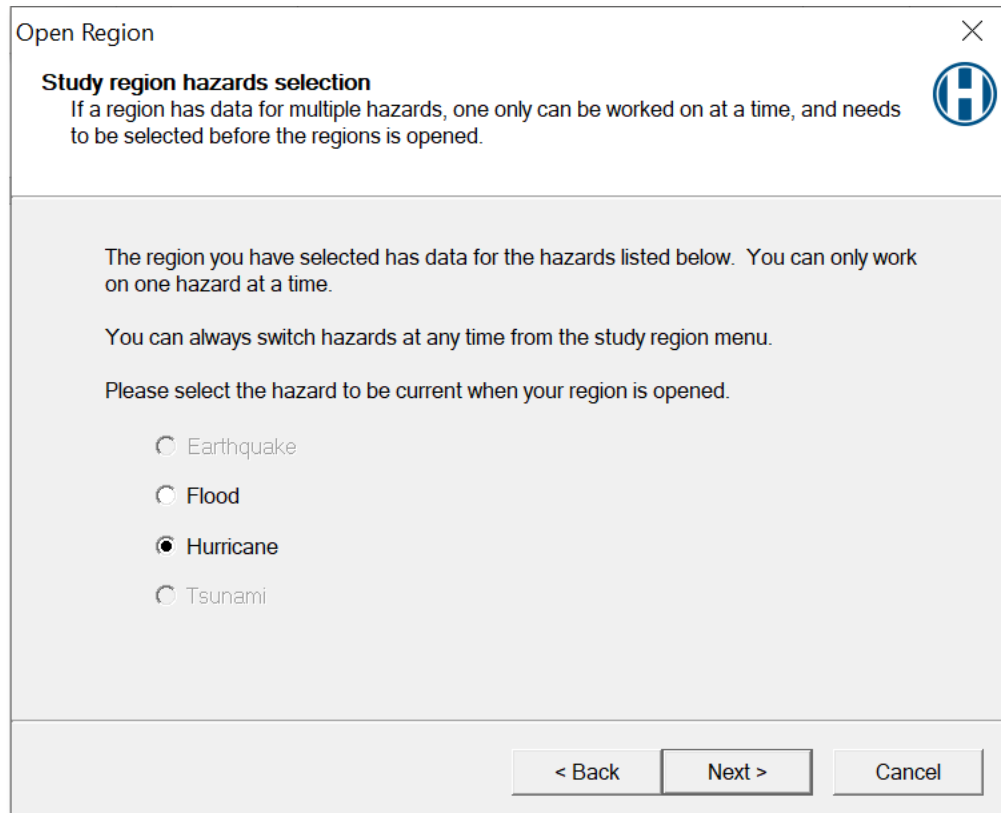 Open Region
Study region hazards selection
If a region has data for multiple hazards, one only can be worked on at a time, and needs
to be selected before the regions is opened.
The region you have selected has data for the hazards listed below.  You can only work
on one hazard at a time.
You can always switch hazards at any time from the study region menu.
Please select the hazard to be current when your region is opened.
Earthquake
Flood
Hurricane
Tsunami
< Back
Next >
Cancel